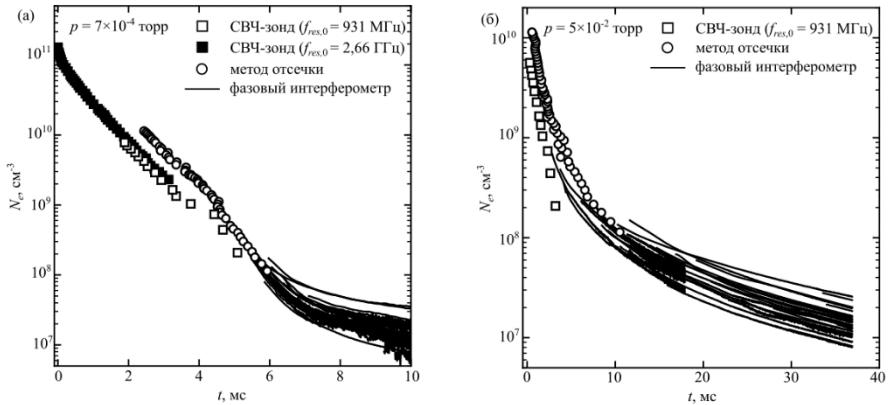 (а)
p = 7×10⁻⁴ торр
СВЧ-зонд (f_res,0 = 931 МГц)
СВЧ-зонд (f_res,0 = 2,66 ГГц)
метод отсечки
фазовый интерферометр
N_e, см⁻³
10¹¹
10¹⁰
10⁹
10⁸
10⁷
0 2 4 6 8 10
t, мс
(б)
p = 5×10⁻² торр
СВЧ-зонд (f_res,0 = 931 МГц)
метод отсечки
фазовый интерферометр
N_e, см⁻³
10¹⁰
10⁹
10⁸
10⁷
0 10 20 30 40
t, мс